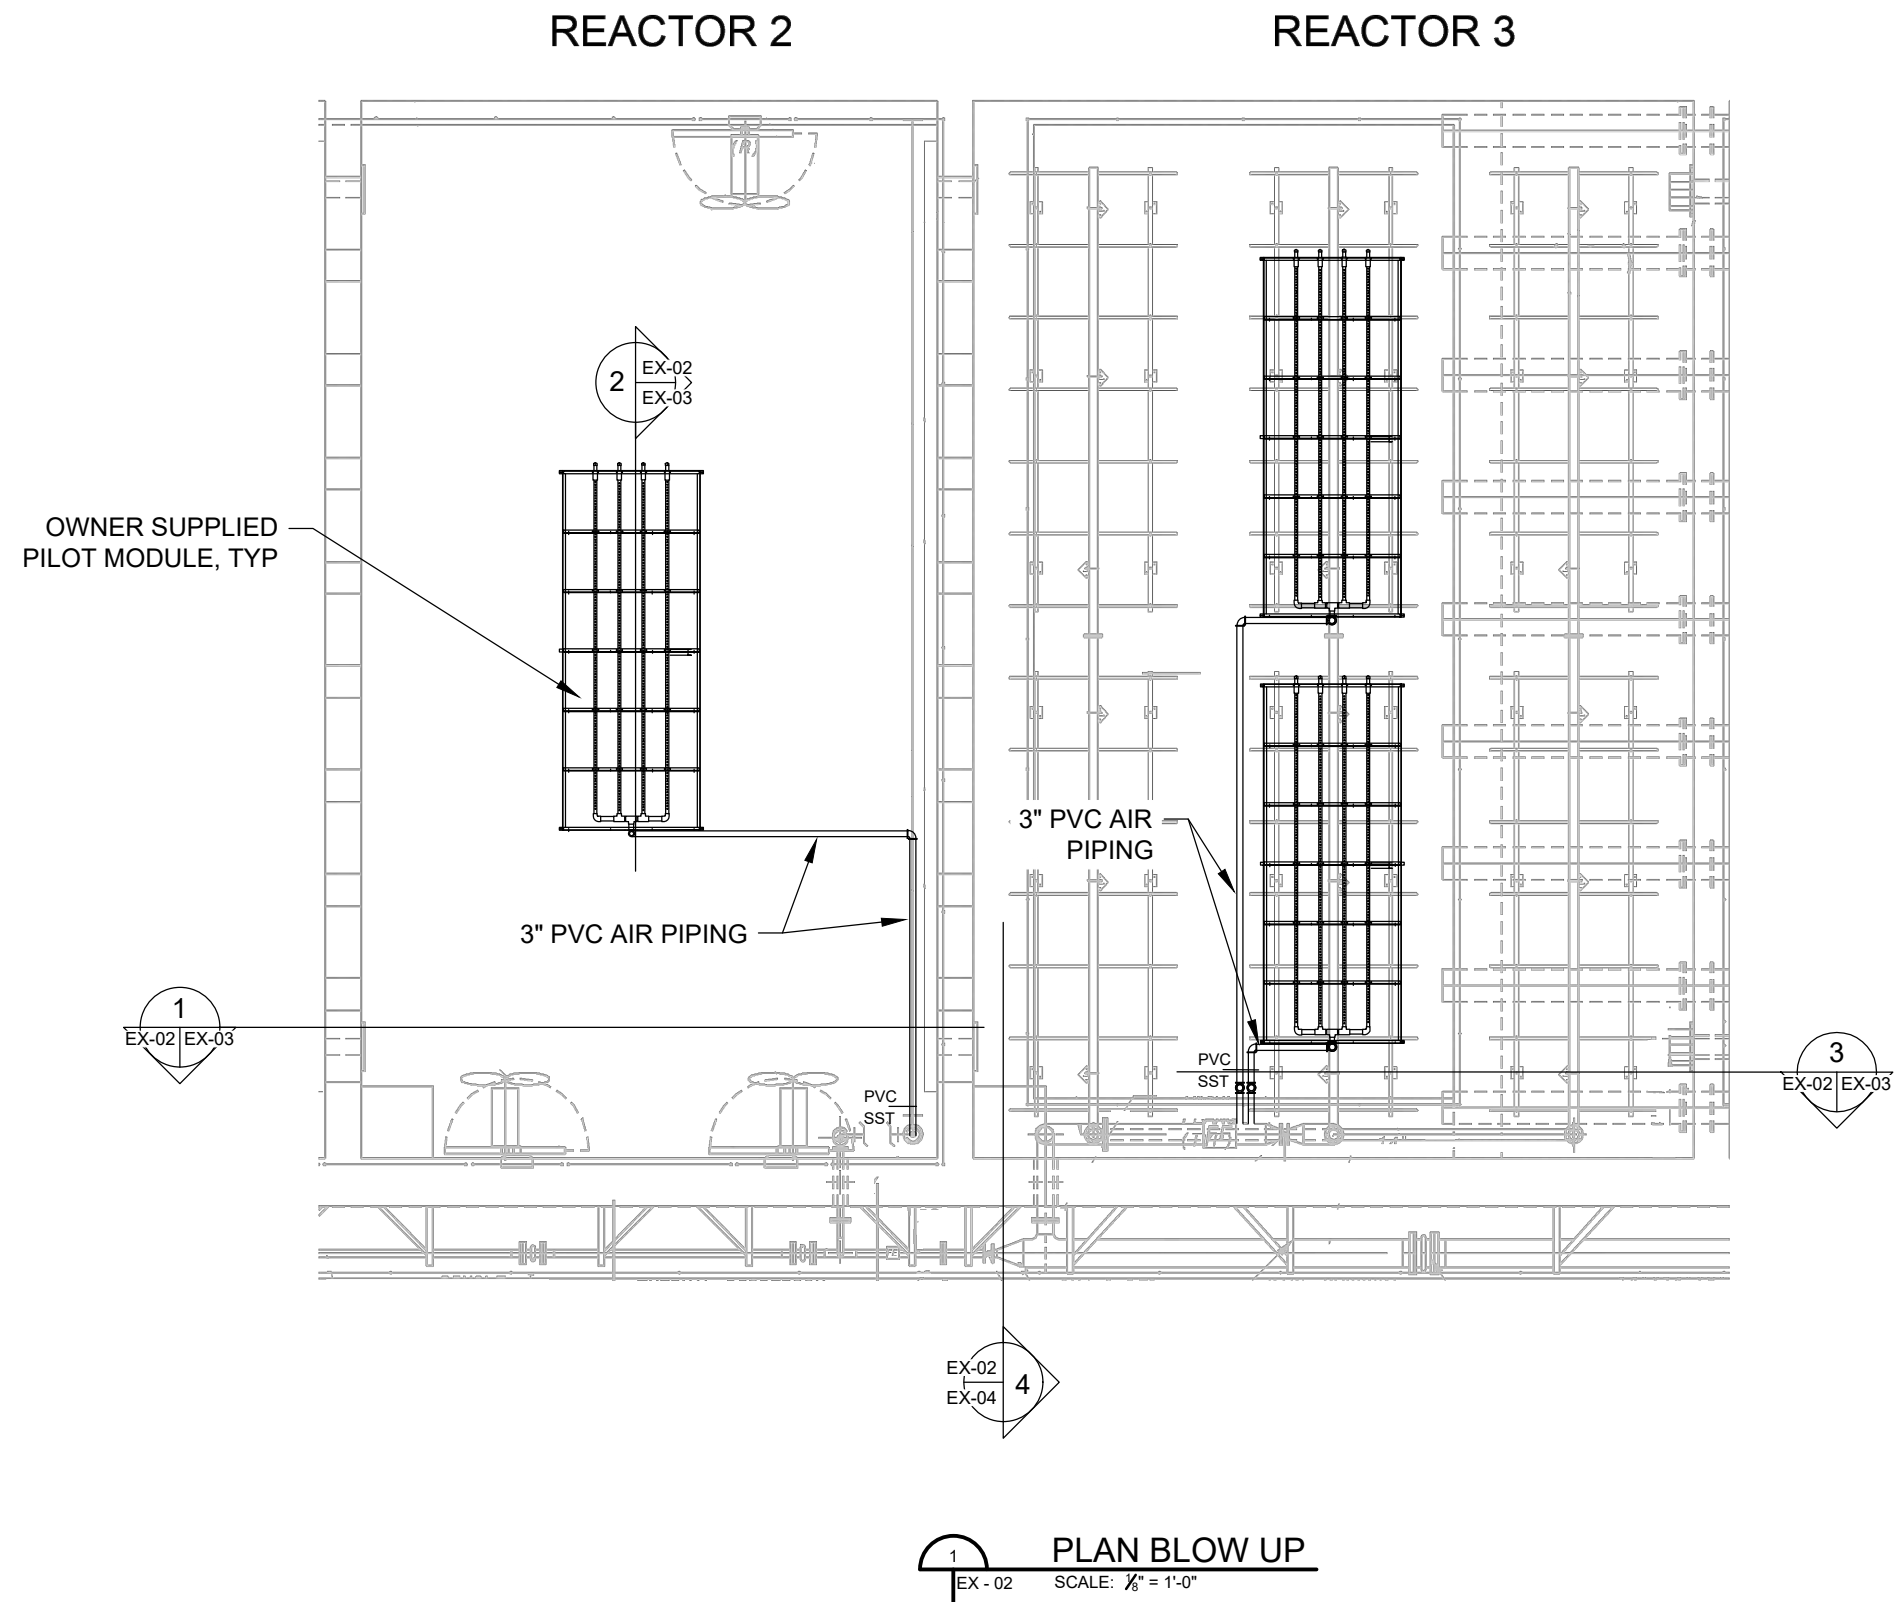 REACTOR 2
REACTOR 3
2
EX-02
EX-03
OWNER SUPPLIED
PILOT MODULE, TYP
3" PVC AIR
PIPING
3" PVC AIR PIPING
1
EX-02
EX-03
PVC
SST
PVC
SST
3
EX-02
EX-03
EX-02
EX-04
4
1
EX - 02
PLAN BLOW UP
SCALE: 1/8" = 1'-0"